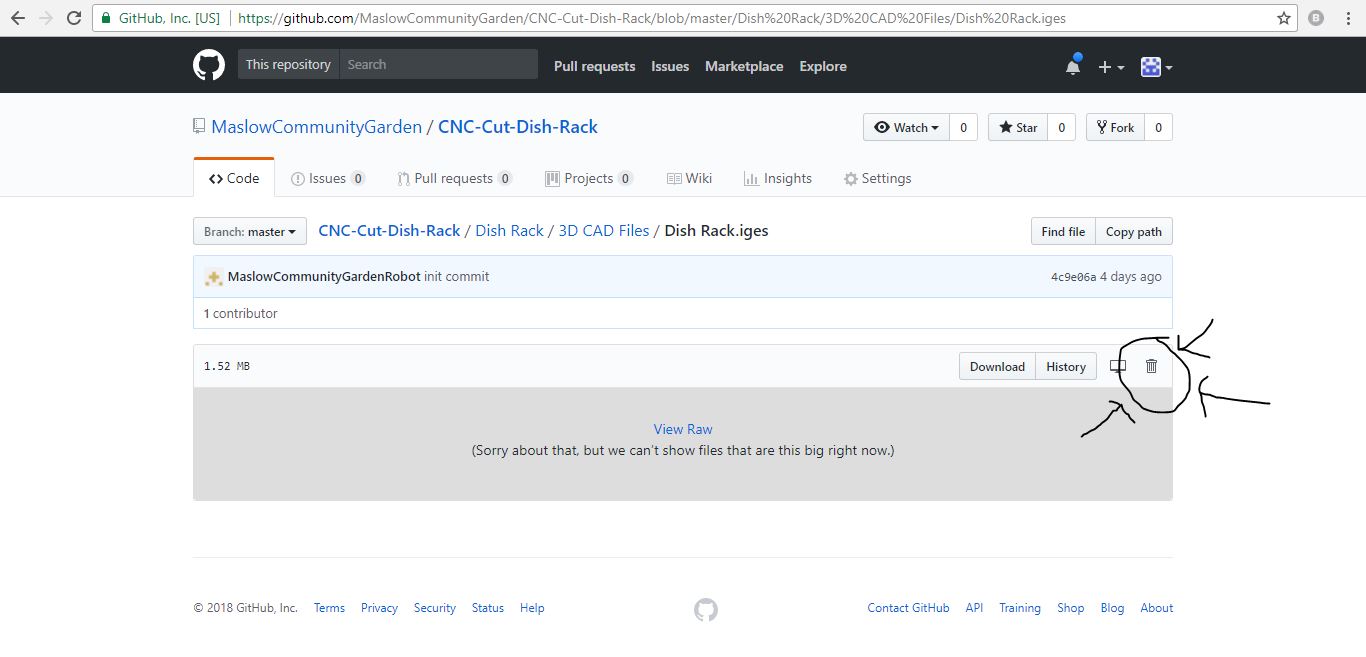 GitHub, Inc. [US] https://github.com/MaslowCommunityGarden/CNC-Cut-Dish-Rack/blob/master/Dish%20Rack/3D%20CAD%20Files/Dish%20Rack.iges B
This repository Search Pull requests Issues Marketplace Explore
MaslowCommunityGarden / CNC-Cut-Dish-Rack Watch 0 Star 0 Fork 0
Code Issues 0 Pull requests 0 Projects 0 Wiki Insights Settings
Branch: master CNC-Cut-Dish-Rack / Dish Rack / 3D CAD Files / Dish Rack.iges Find file Copy path
MaslowCommunityGardenRobot init commit 4c9e06a 4 days ago
1 contributor
1.52 MB Download History
View Raw
(Sorry about that, but we can't show files that are this big right now.)
© 2018 GitHub, Inc. Terms Privacy Security Status Help Contact GitHub API Training Shop Blog About